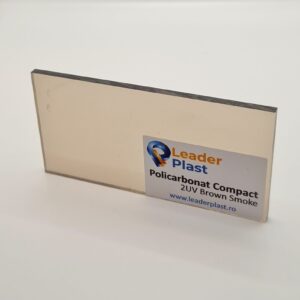 Leader
Plast
Policarbonat Compact
2UV Brown Smoke
www.leaderplast.ro